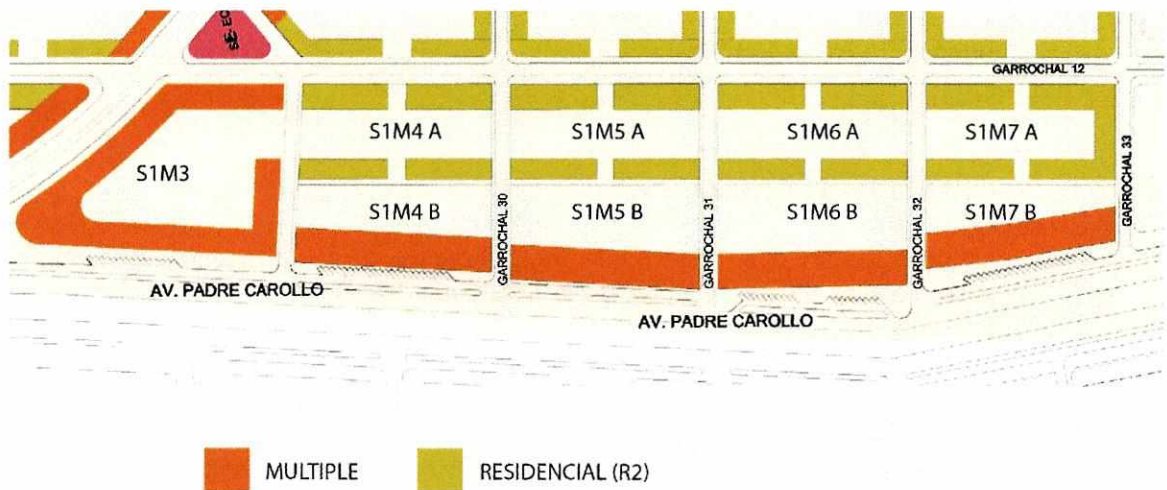 GARROCHAL 12
S1M4 A
S1M5 A
S1M6 A
S1M7 A
S1M3
S1M4 B
S1M5 B
S1M6 B
S1M7 B
GARROCHAL 30
GARROCHAL 31
GARROCHAL 32
GARROCHAL 33
AV. PADRE CAROLLO
AV. PADRE CAROLLO
MULTIPLE
RESIDENCIAL (R2)